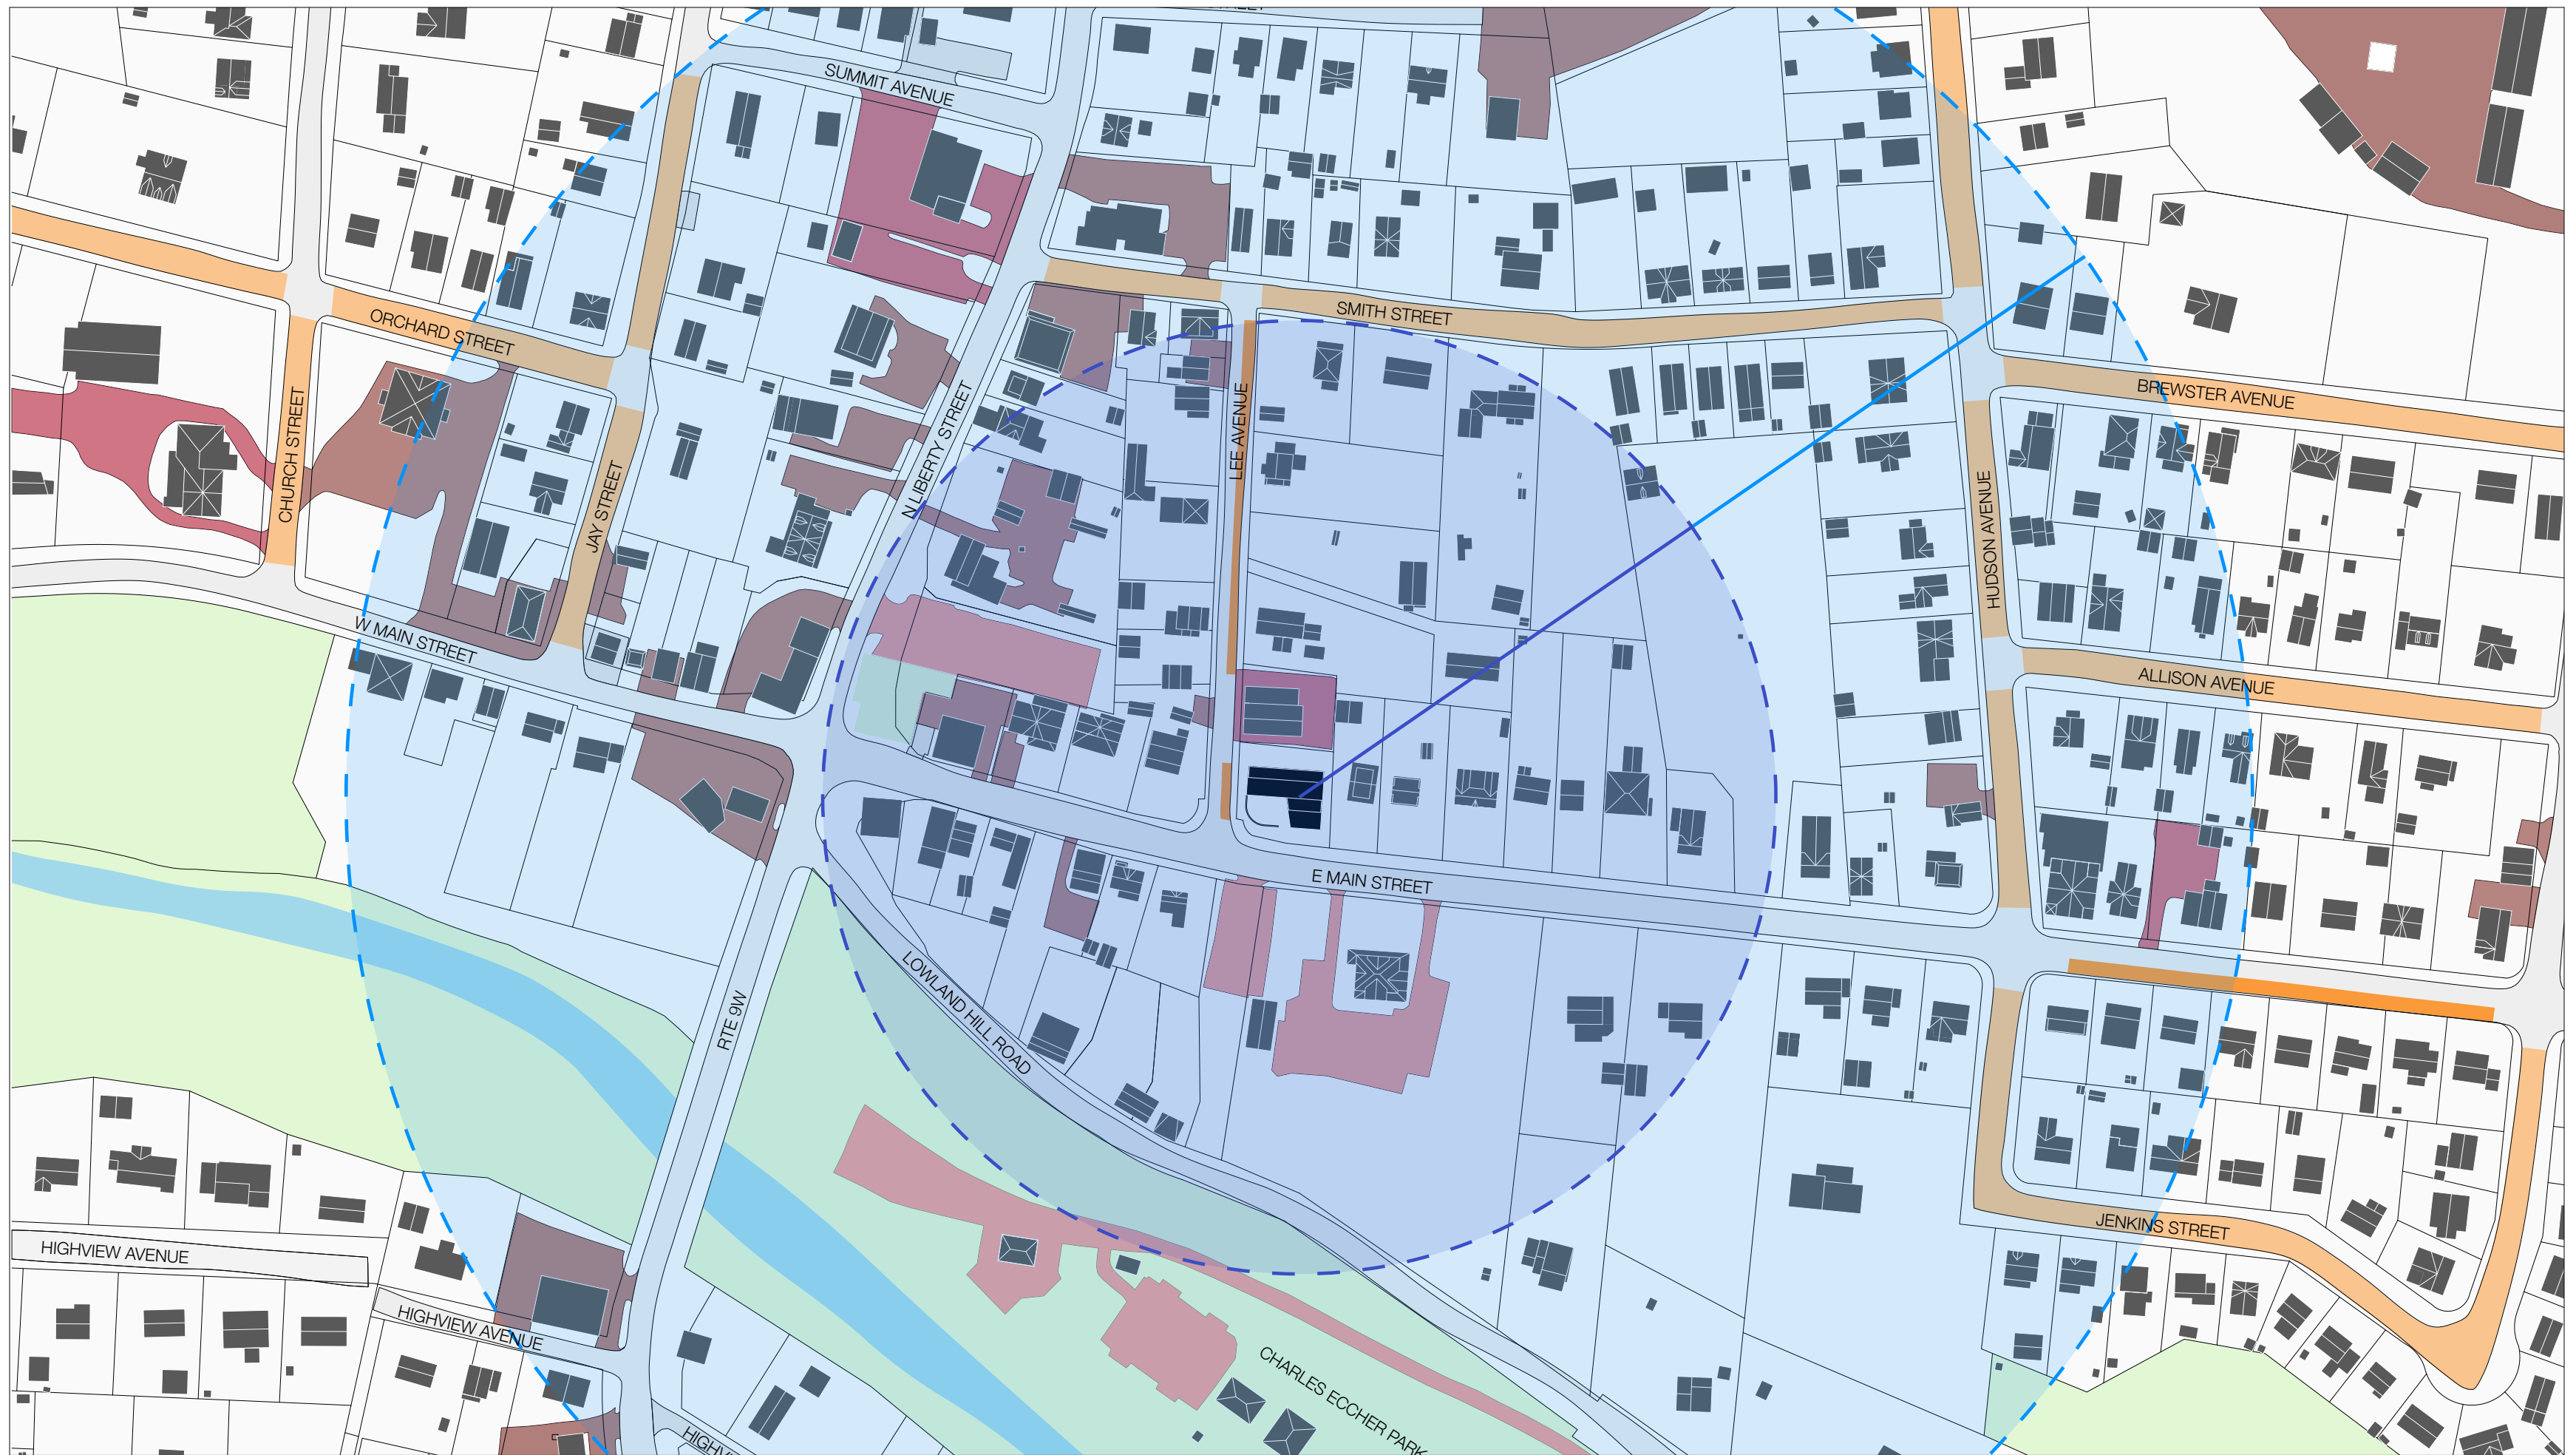 SUMMIT AVENUE
ORCHARD STREET
SMITH STREET
BREWSTER AVENUE
CHURCH STREET
N LIBERTY STREET
LEE AVENUE
JAY STREET
HUDSON AVENUE
W MAIN STREET
ALLISON AVENUE
E MAIN STREET
LOWLAND HILL ROAD
RTE 9W
JENKINS STREET
HIGHVIEW AVENUE
HIGHVIEW AVENUE
CHARLES ECCHER PARK